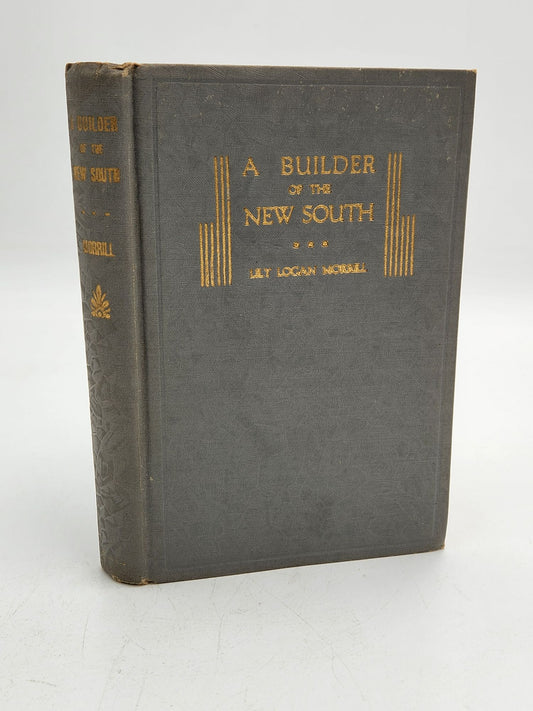 BUILDER
OF THE
NEW SOUTH
MORRILL
A BUILDER
OF THE
NEW SOUTH
LILY LOGAN MORRILL